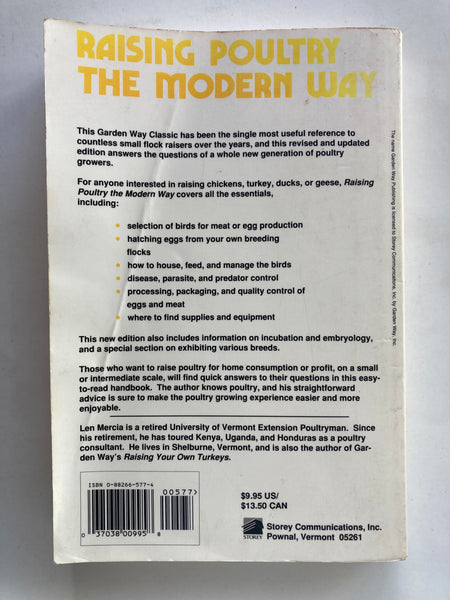 RAISING POULTRY
THE MODERN WAY
This Garden Way Classic has been the single most useful reference to
countless small flock raisers over the years, and this revised and updated
edition answers the questions of a whole new generation of poultry
growers.
For anyone interested in raising chickens, turkey, ducks, or geese, Raising
Poultry the Modern Way covers all the essentials,
including:
• selection of birds for meat or egg production
• hatching eggs from your own breeding
flocks
• how to house, feed, and manage the birds
• disease, parasite, and predator control
• processing, packaging, and quality control of
eggs and meat
• where to find supplies and equipment
This new edition also includes information on incubation and embryology,
and a special section on exhibiting various breeds.
Those who want to raise poultry for home consumption or profit, on a small
or intermediate scale, will find quick answers to their questions in this easy-
to-read handbook. The author knows poultry, and his straightforward
advice is sure to make the poultry growing experience easier and more
enjoyable.
Len Mercia is a retired University of Vermont Extension Poultryman. Since
his retirement, he has toured Kenya, Uganda, and Honduras as a poultry
consultant. He lives in Shelburne, Vermont, and is also the author of Gar-
den Way's Raising Your Own Turkeys.
The name Garden Way Publishing is licensed to Storey Communications, Inc. by Garden Way, Inc.
ISBN 0-88266-577-4
00577>
0 37038 00995 8
$9.95 US/
$13.50 CAN
STOREY
Storey Communications, Inc.
Pownal, Vermont 05261